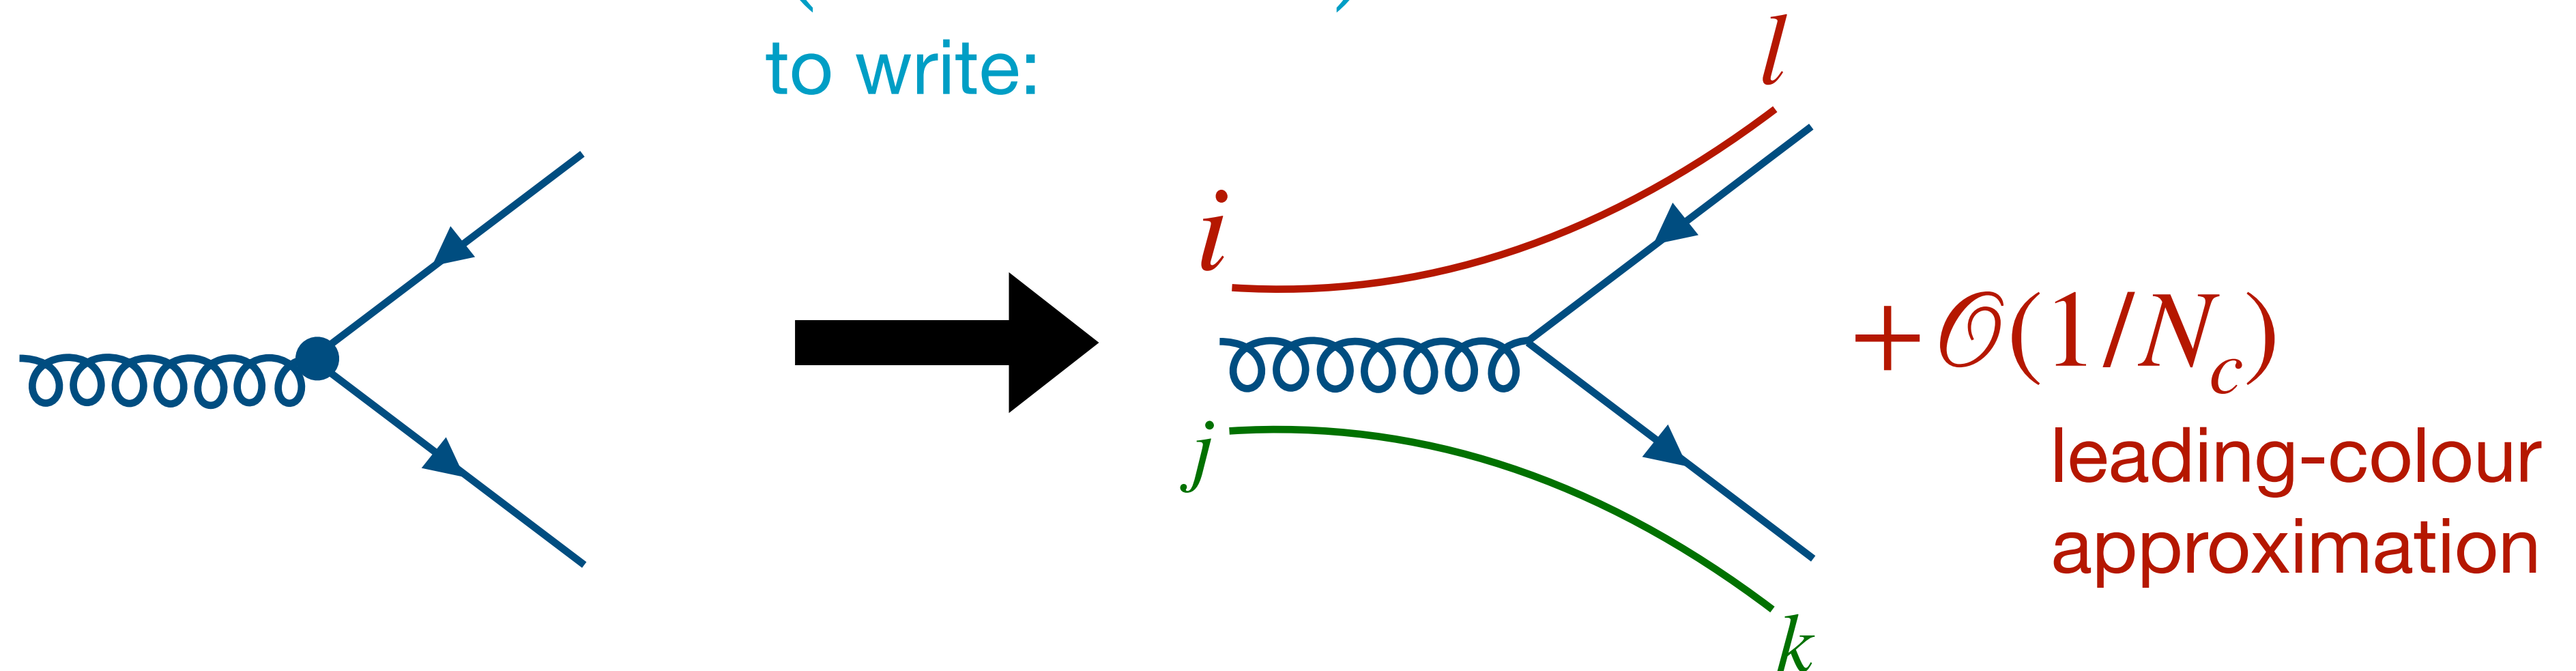 to write:
l
i
+𝒪(1/N_c)
j
leading-colour
approximation
k